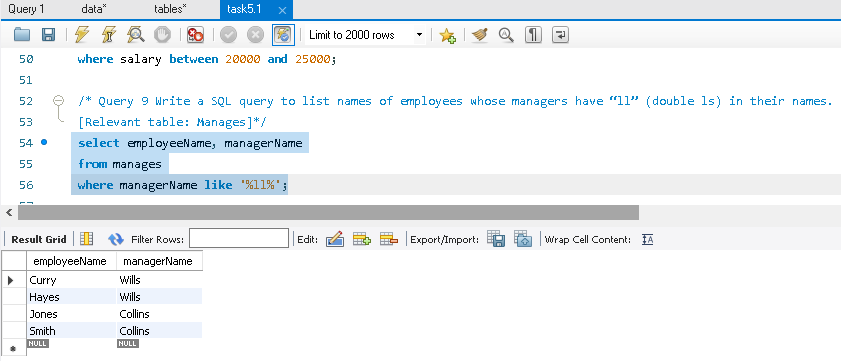 Query 1 data* tables* task5.1
Limit to 2000 rows
50 where salary between 20000 and 25000;
51
52 /* Query 9 Write a SQL query to list names of employees whose managers have “ll” (double ls) in their names.
53 [Relevant table: Manages]*/
54 select employeeName, managerName
55 from manages
56 where managerName like '%ll%';
Result Grid Filter Rows: Edit: Export/Import: Wrap Cell Content:
employeeName managerName
Curry Wills
Hayes Wills
Jones Collins
Smith Collins
NULL NULL